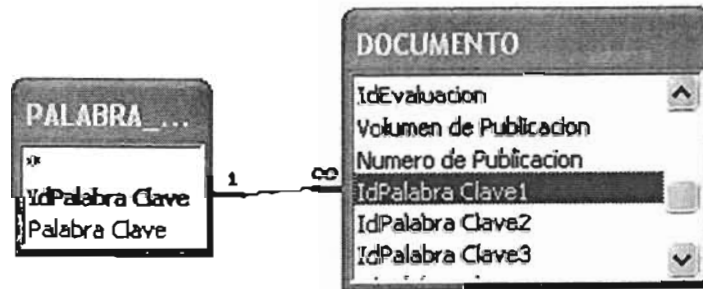 PALABRA_...
*
IdPalabra Clave
Palabra Clave
1
∞
DOCUMENTO
IdEvaluacion
Volumen de Publicacion
Numero de Publicacion
IdPalabra Clave1
IdPalabra Clave2
IdPalabra Clave3